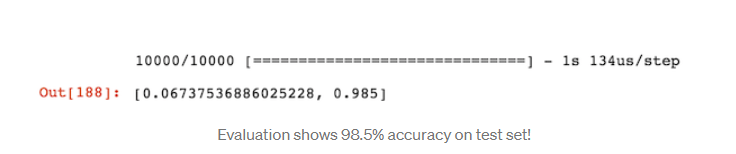 10000/10000 [==============================] - 1s 134us/step
Out[188]: [0.06737536886025228, 0.985]
Evaluation shows 98.5% accuracy on test set!